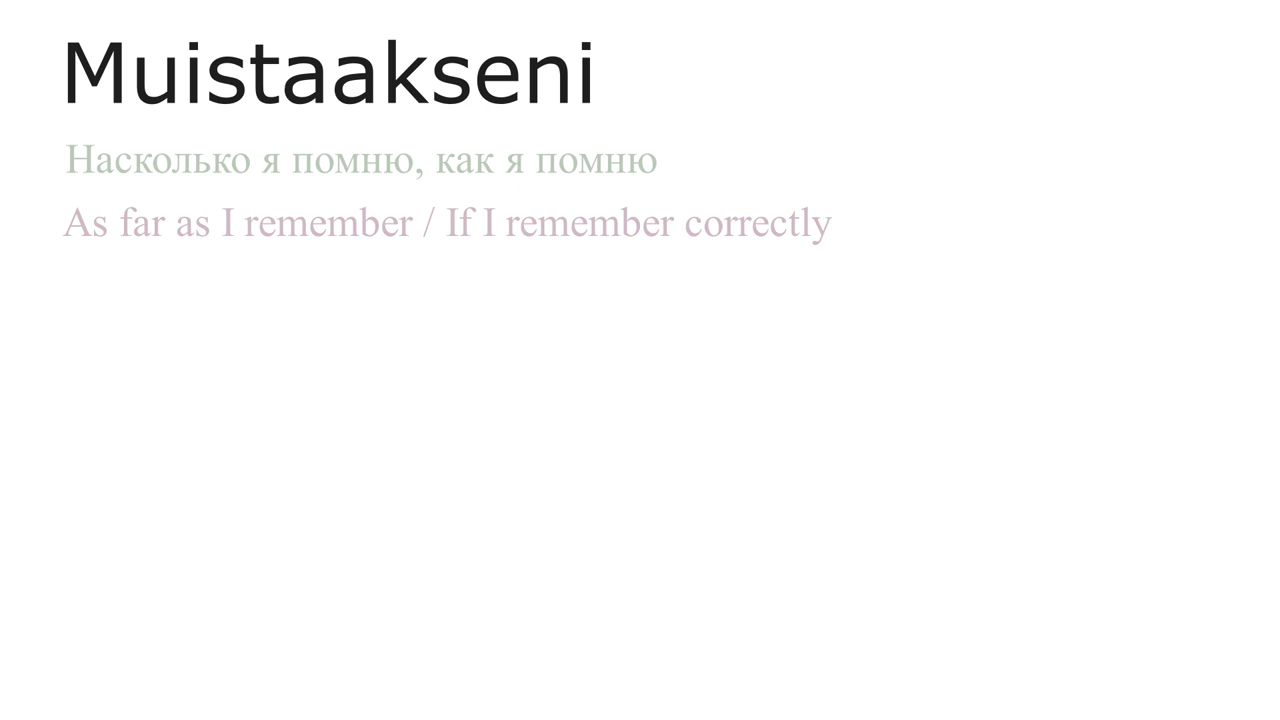 Muistaakseni
Насколько я помню, как я помню
As far as I remember / If I remember correctly